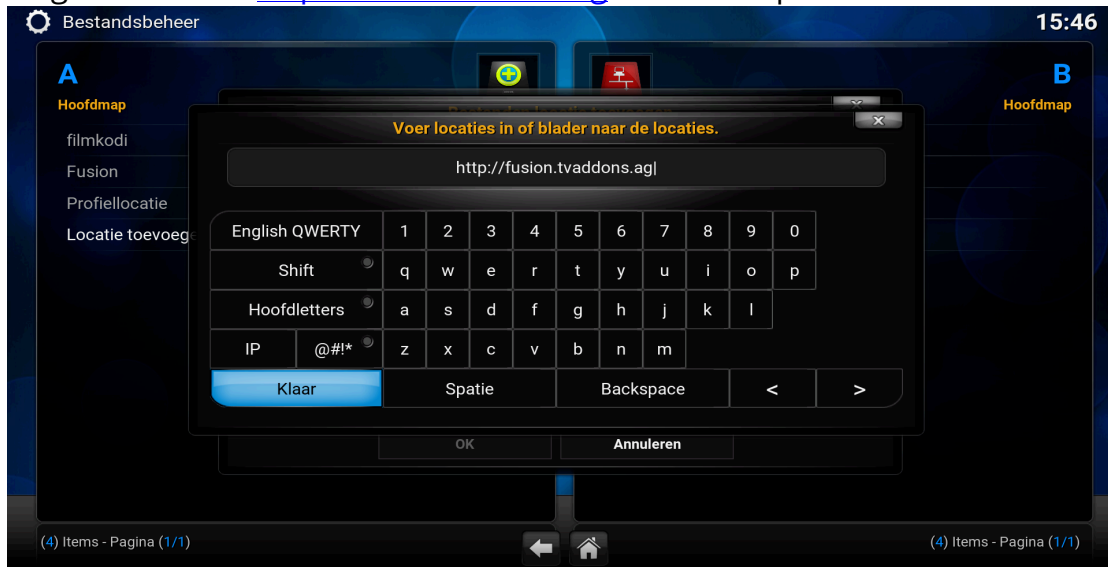 Bestandsbeheer
15:46
A
B
Hoofdmap
Hoofdmap
filmkodi
Fusion
Profiellocatie
Locatie toevoege
Voer locaties in of blader naar de locaties.
http://fusion.tvaddons.ag
English QWERTY 1 2 3 4 5 6 7 8 9 0
Shift q w e r t y u i o p
Hoofdletters a s d f g h j k l
IP @#!* z x c v b n m
Klaar Spatie Backspace < >
OK Annuleren
(4) Items - Pagina (1/1)
(4) Items - Pagina (1/1)